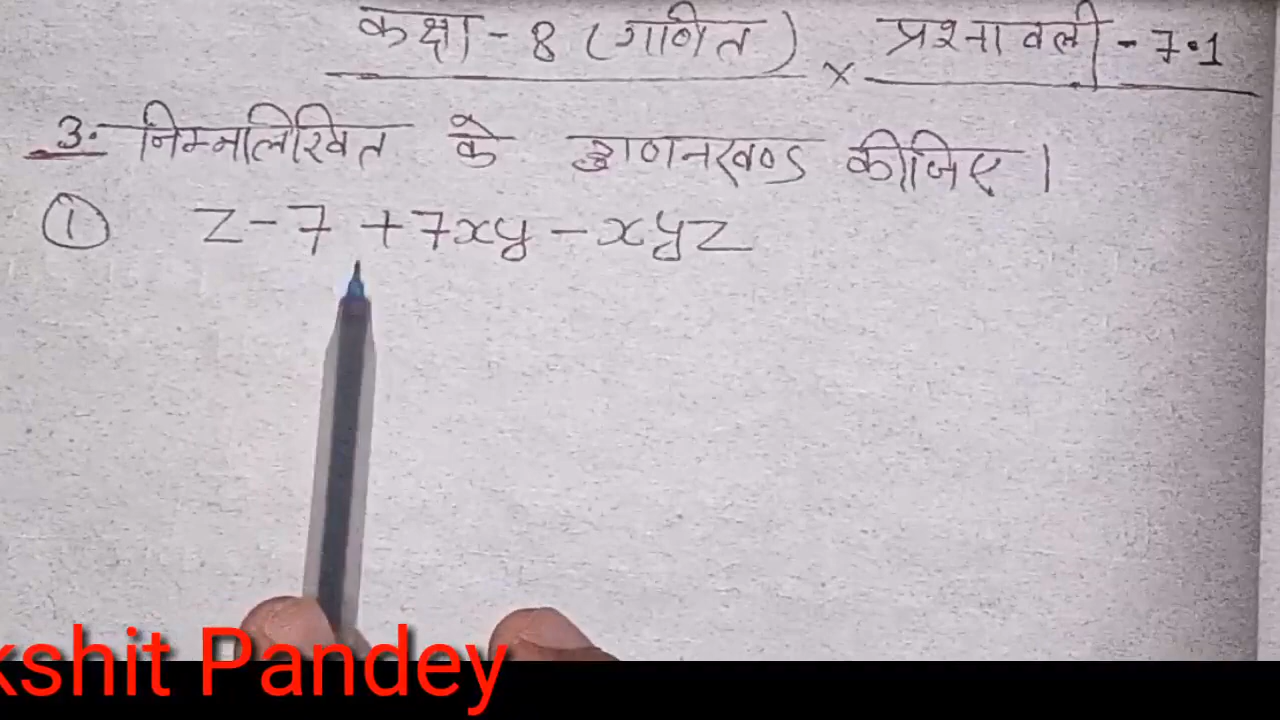 कक्षा - 8 (गणित) × प्रश्नावली - 7.1
3. निम्नलिखित के गुणनखण्ड कीजिए।
① z - 7 + 7xy - xyz
kshit Pandey